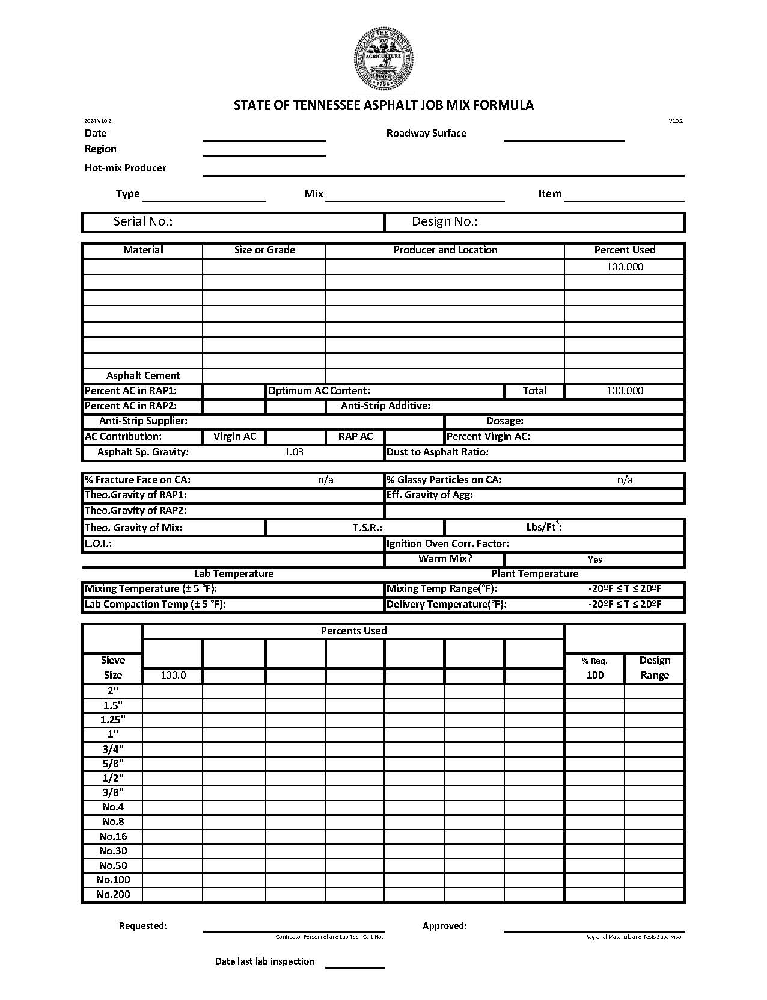 THE GREAT SEAL OF THE STATE OF TENNESSEE
XVI
AGRICULTURE
COMMERCE
1796
STATE OF TENNESSEE ASPHALT JOB MIX FORMULA
2024 V10.2 V10.2
Date Roadway Surface
Region
Hot-mix Producer
Type Mix Item
Serial No.: Design No.:
Material Size or Grade Producer and Location Percent Used
100.000
Asphalt Cement
Percent AC in RAP1: Optimum AC Content: Total 100.000
Percent AC in RAP2: Anti-Strip Additive:
Anti-Strip Supplier: Dosage:
AC Contribution: Virgin AC RAP AC Percent Virgin AC:
Asphalt Sp. Gravity: 1.03 Dust to Asphalt Ratio:
% Fracture Face on CA: n/a % Glassy Particles on CA: n/a
Theo.Gravity of RAP1: Eff. Gravity of Agg:
Theo.Gravity of RAP2:
Theo. Gravity of Mix: T.S.R.: Lbs/Ft³:
L.O.I.: Ignition Oven Corr. Factor:
Warm Mix? Yes
Lab Temperature Plant Temperature
Mixing Temperature (± 5 °F): Mixing Temp Range(°F): -20ºF ≤ T ≤ 20ºF
Lab Compaction Temp (± 5 °F): Delivery Temperature(°F): -20ºF ≤ T ≤ 20ºF
Percents Used
Sieve % Req. Design
Size 100.0 100 Range
2"
1.5"
1.25"
1"
3/4"
5/8"
1/2"
3/8"
No.4
No.8
No.16
No.30
No.50
No.100
No.200
Requested: Approved:
Contractor Personnel and Lab Tech Cert No. Regional Materials and Tests Supervisor
Date last lab inspection